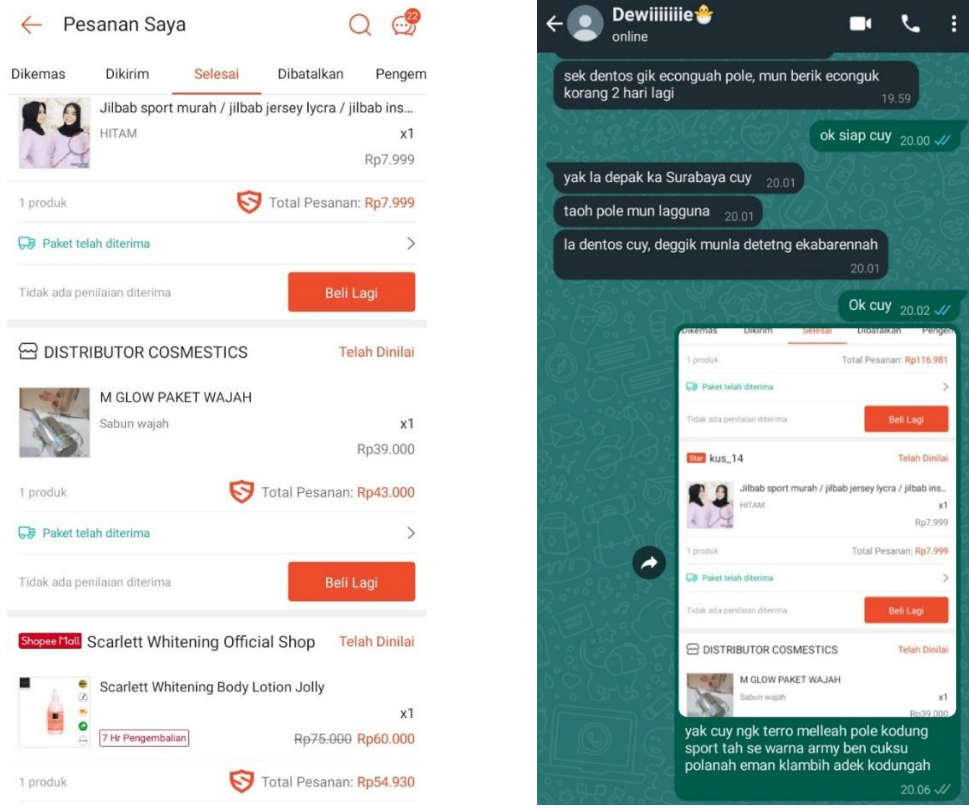 Pesanan Saya
22
Dikemas Dikirim Selesai Dibatalkan Pengem
Jilbab sport murah / jilbab jersey lycra / jilbab ins...
HITAM x1
Rp7.999
1 produk Total Pesanan: Rp7.999
Paket telah diterima
Tidak ada penilaian diterima Beli Lagi
DISTRIBUTOR COSMESTICS Telah Dinilai
M GLOW PAKET WAJAH
Sabun wajah x1
Rp39.000
1 produk Total Pesanan: Rp43.000
Paket telah diterima
Tidak ada penilaian diterima Beli Lagi
Shopee Mall Scarlett Whitening Official Shop Telah Dinilai
Scarlett Whitening Body Lotion Jolly
x1
7 Hr Pengembalian Rp75.000 Rp60.000
1 produk Total Pesanan: Rp54.930
Dewiiiiiiie🐣
online
sek dentos gik econguah pole, mun berik econguk
korang 2 hari lagi
19.59
ok siap cuy 20.00
yak la depak ka Surabaya cuy 20.01
taoh pole mun lagguna 20.01
la dentos cuy, deggik munla detetng ekabarennah
20.01
Ok cuy 20.02
Dikemas Dikirim Selesai Dibatalkan Pengem
1 produk Total Pesanan: Rp116.981
Paket telah diterima
Tidak ada penilaian diterima Beli Lagi
Star kus_14 Telah Dinilai
Jilbab sport murah / jilbab jersey lycra / jilbab ins...
HITAM x1
Rp7.999
1 produk Total Pesanan: Rp7.999
Paket telah diterima
Tidak ada penilaian diterima Beli Lagi
DISTRIBUTOR COSMESTICS Telah Dinilai
M GLOW PAKET WAJAH
Sabun wajah x1
Rp39.000
yak cuy ngk terro melleah pole kodung
sport tah se warna army ben cuksu
polanah eman klambih adek kodungah
20.06